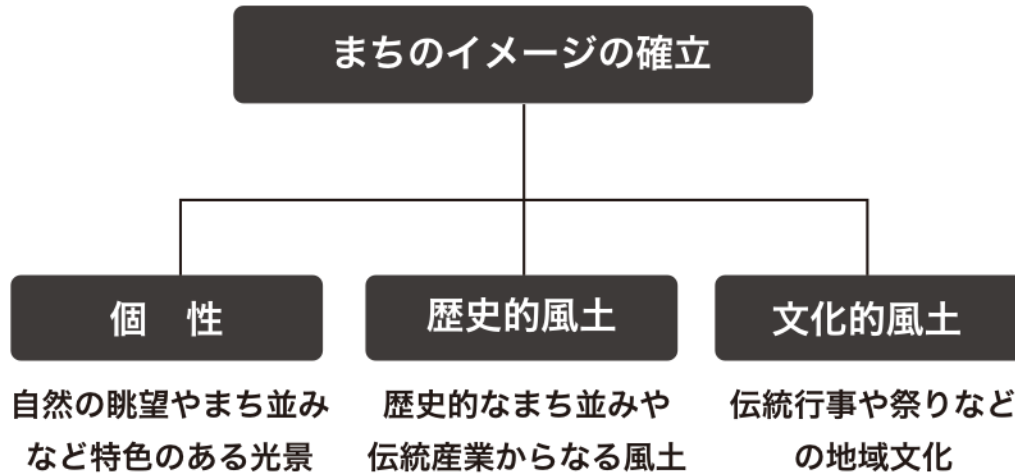 まちのイメージの確立
個　性
自然の眺望やまち並み
など特色のある光景
歴史的風土
歴史的なまち並みや
伝統産業からなる風土
文化的風土
伝統行事や祭りなど
の地域文化